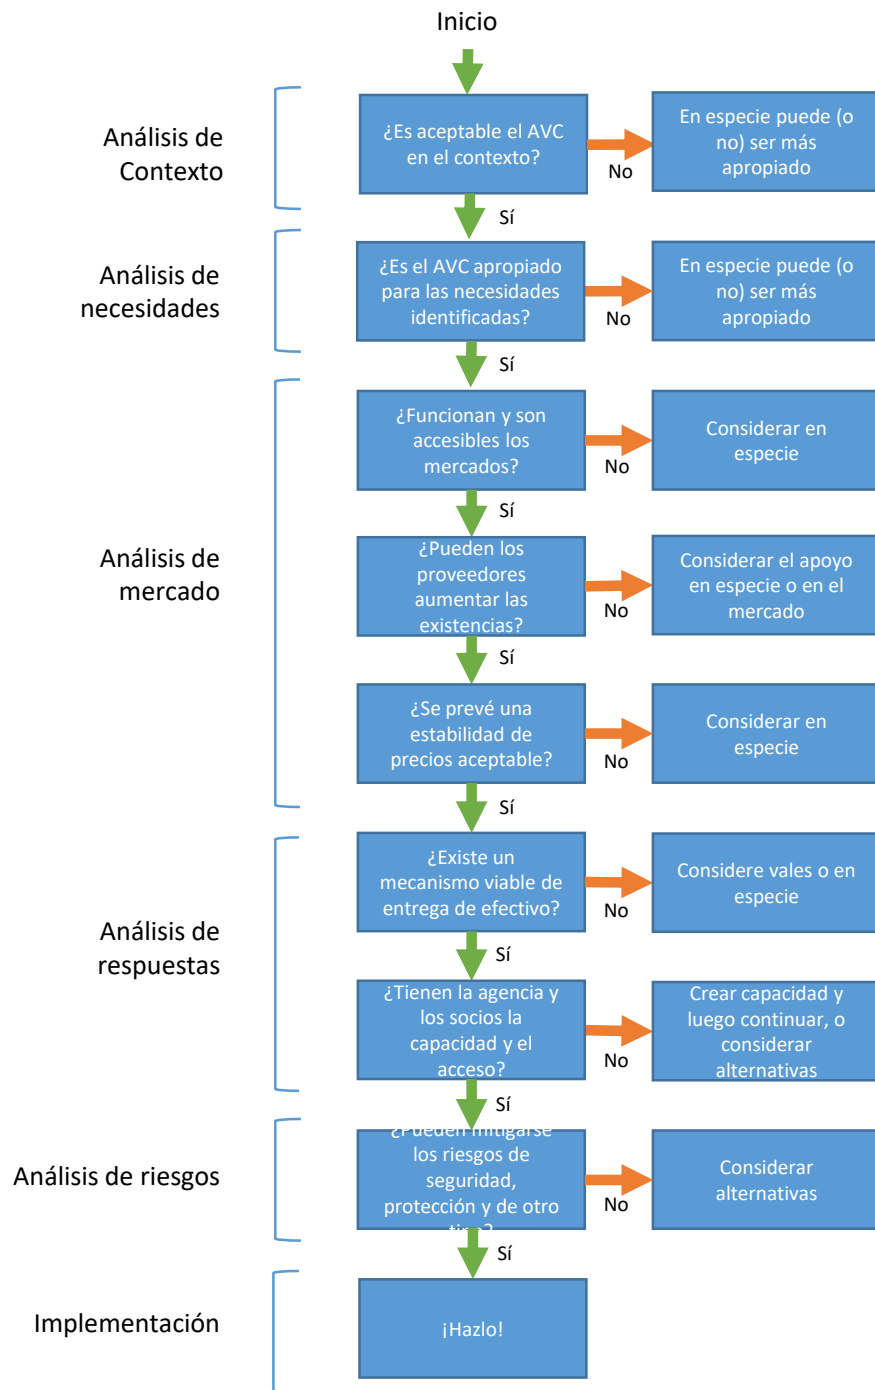 Inicio
Análisis de
Contexto
¿Es aceptable el AVC
en el contexto?
No
En especie puede (o
no) ser más
apropiado
Sí
Análisis de
necesidades
¿Es el AVC apropiado
para las necesidades
identificadas?
No
En especie puede (o
no) ser más
apropiado
Sí
Análisis de
mercado
¿Funcionan y son
accesibles los
mercados?
No
Considerar en
especie
Sí
¿Pueden los
proveedores
aumentar las
existencias?
No
Considerar el apoyo
en especie o en el
mercado
Sí
¿Se prevé una
estabilidad de
precios aceptable?
No
Considerar en
especie
Sí
Análisis de
respuestas
¿Existe un
mecanismo viable de
entrega de efectivo?
No
Considere vales o en
especie
Sí
¿Tienen la agencia y
los socios la
capacidad y el
acceso?
No
Crear capacidad y
luego continuar, o
considerar
alternativas
Sí
Análisis de riesgos
¿Pueden mitigarse
los riesgos de
seguridad,
protección y de otro
tipo?
No
Considerar
alternativas
Sí
Implementación
¡Hazlo!